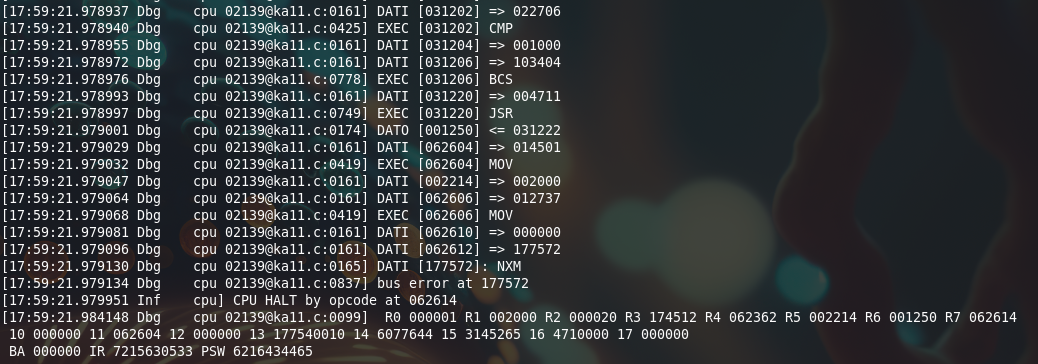 [17:59:21.978937 Dbg    cpu 02139@ka11.c:0161] DATI [031202] => 022706
[17:59:21.978940 Dbg    cpu 02139@ka11.c:0425] EXEC [031202] CMP
[17:59:21.978955 Dbg    cpu 02139@ka11.c:0161] DATI [031204] => 001000
[17:59:21.978972 Dbg    cpu 02139@ka11.c:0161] DATI [031206] => 103404
[17:59:21.978976 Dbg    cpu 02139@ka11.c:0778] EXEC [031206] BCS
[17:59:21.978993 Dbg    cpu 02139@ka11.c:0161] DATI [031220] => 004711
[17:59:21.978997 Dbg    cpu 02139@ka11.c:0749] EXEC [031220] JSR
[17:59:21.979001 Dbg    cpu 02139@ka11.c:0174] DATO [001250] <= 031222
[17:59:21.979029 Dbg    cpu 02139@ka11.c:0161] DATI [062604] => 014501
[17:59:21.979032 Dbg    cpu 02139@ka11.c:0419] EXEC [062604] MOV
[17:59:21.979047 Dbg    cpu 02139@ka11.c:0161] DATI [002214] => 002000
[17:59:21.979064 Dbg    cpu 02139@ka11.c:0161] DATI [062606] => 012737
[17:59:21.979068 Dbg    cpu 02139@ka11.c:0419] EXEC [062606] MOV
[17:59:21.979081 Dbg    cpu 02139@ka11.c:0161] DATI [062610] => 000000
[17:59:21.979096 Dbg    cpu 02139@ka11.c:0161] DATI [062612] => 177572
[17:59:21.979130 Dbg    cpu 02139@ka11.c:0165] DATI [177572]: NXM
[17:59:21.979134 Dbg    cpu 02139@ka11.c:0837] bus error at 177572
[17:59:21.979951 Inf    cpu] CPU HALT by opcode at 062614
[17:59:21.984148 Dbg    cpu 02139@ka11.c:0099]  R0 000001 R1 002000 R2 000020 R3 174512 R4 062362 R5 002214 R6 001250 R7 062614
 10 000000 11 062604 12 000000 13 177540010 14 6077644 15 3145265 16 4710000 17 000000
 BA 000000 IR 7215630533 PSW 6216434465